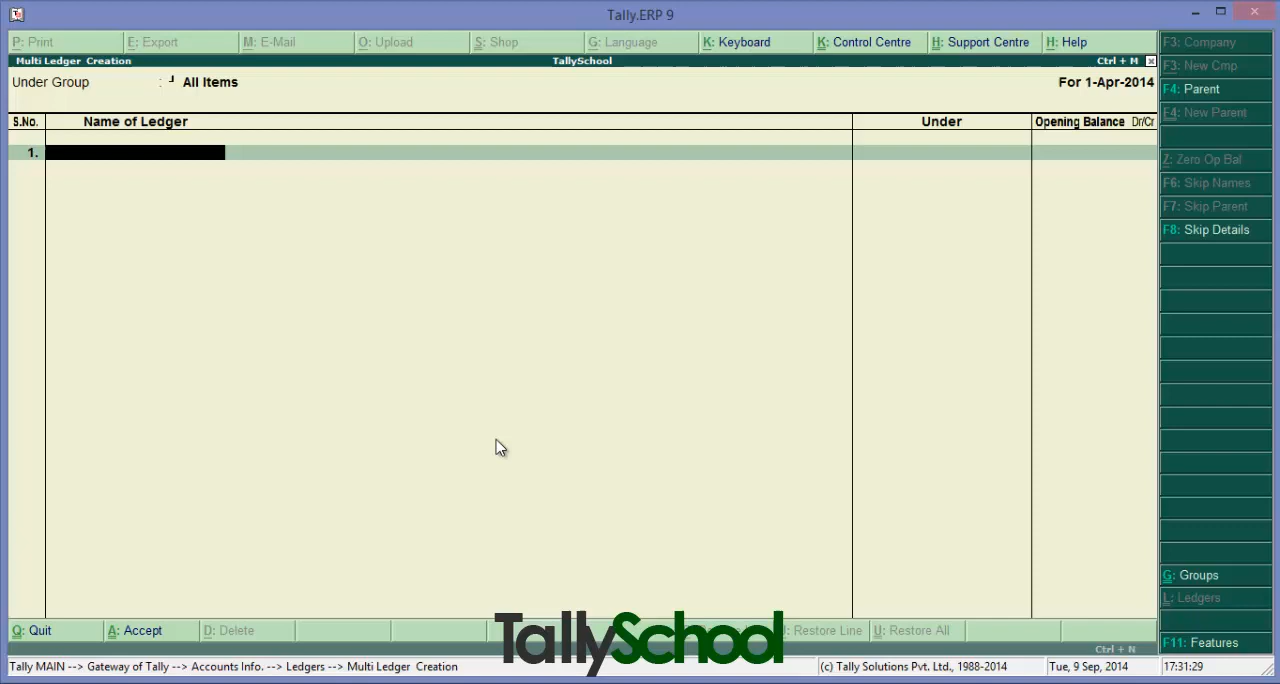 Tally.ERP 9
P: Print E: Export M: E-Mail O: Upload S: Shop G: Language K: Keyboard K: Control Centre H: Support Centre H: Help
Multi Ledger Creation TallySchool Ctrl + M
Under Group : ┘ All Items For 1-Apr-2014
S.No. Name of Ledger Under Opening Balance Dr/Cr
1.
F3: Company
F3: New Cmp
F4: Parent
F4: New Parent
Z: Zero Op Bal
F6: Skip Names
F7: Skip Parent
F8: Skip Details
G: Groups
L: Ledgers
F11: Features
Q: Quit A: Accept D: Delete Restore Line U: Restore All
TallySchool
Ctrl + N
Tally MAIN --> Gateway of Tally --> Accounts Info. --> Ledgers --> Multi Ledger Creation (c) Tally Solutions Pvt. Ltd., 1988-2014 Tue, 9 Sep, 2014 17:31:29